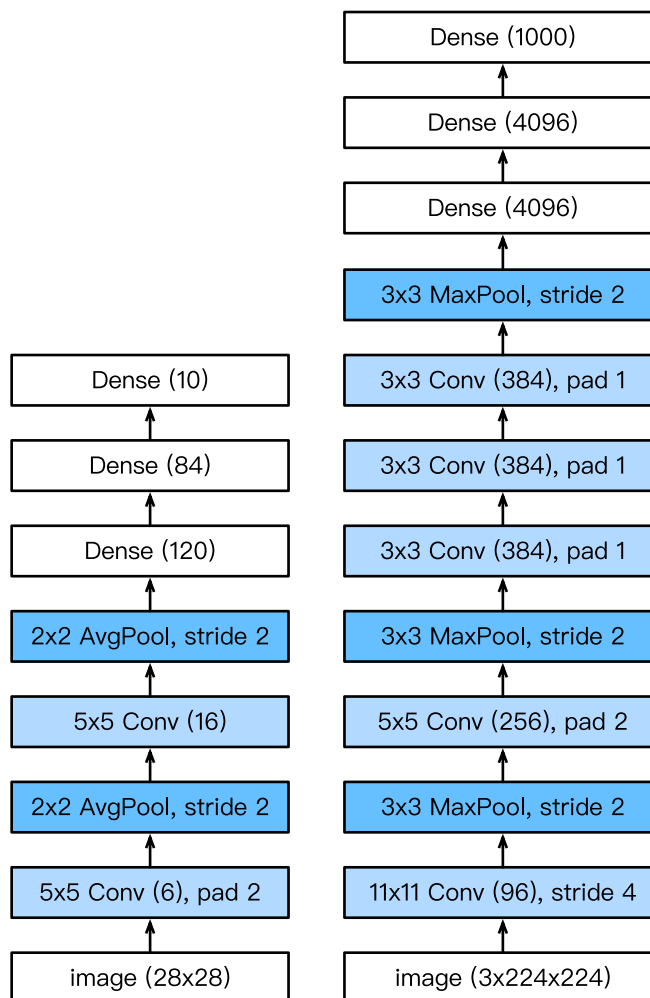 Dense (10)
Dense (84)
Dense (120)
2x2 AvgPool, stride 2
5x5 Conv (16)
2x2 AvgPool, stride 2
5x5 Conv (6), pad 2
image (28x28)
Dense (1000)
Dense (4096)
Dense (4096)
3x3 MaxPool, stride 2
3x3 Conv (384), pad 1
3x3 Conv (384), pad 1
3x3 Conv (384), pad 1
3x3 MaxPool, stride 2
5x5 Conv (256), pad 2
3x3 MaxPool, stride 2
11x11 Conv (96), stride 4
image (3x224x224)